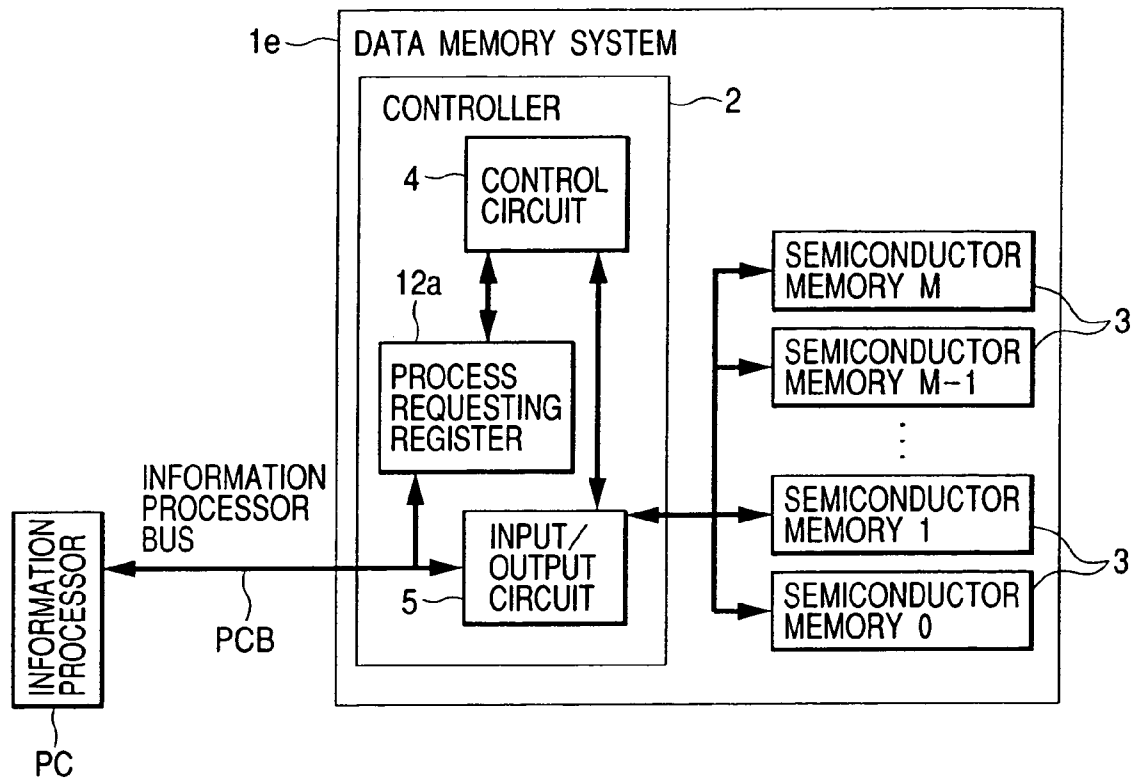 1e
DATA MEMORY SYSTEM
CONTROLLER
2
4
CONTROL
CIRCUIT
12a
PROCESS
REQUESTING
REGISTER
SEMICONDUCTOR
MEMORY M
3
SEMICONDUCTOR
MEMORY M-1
⋮
SEMICONDUCTOR
MEMORY 1
3
SEMICONDUCTOR
MEMORY 0
INFORMATION
PROCESSOR
BUS
INPUT/
OUTPUT
CIRCUIT
5
PCB
INFORMATION
PROCESSOR
PC